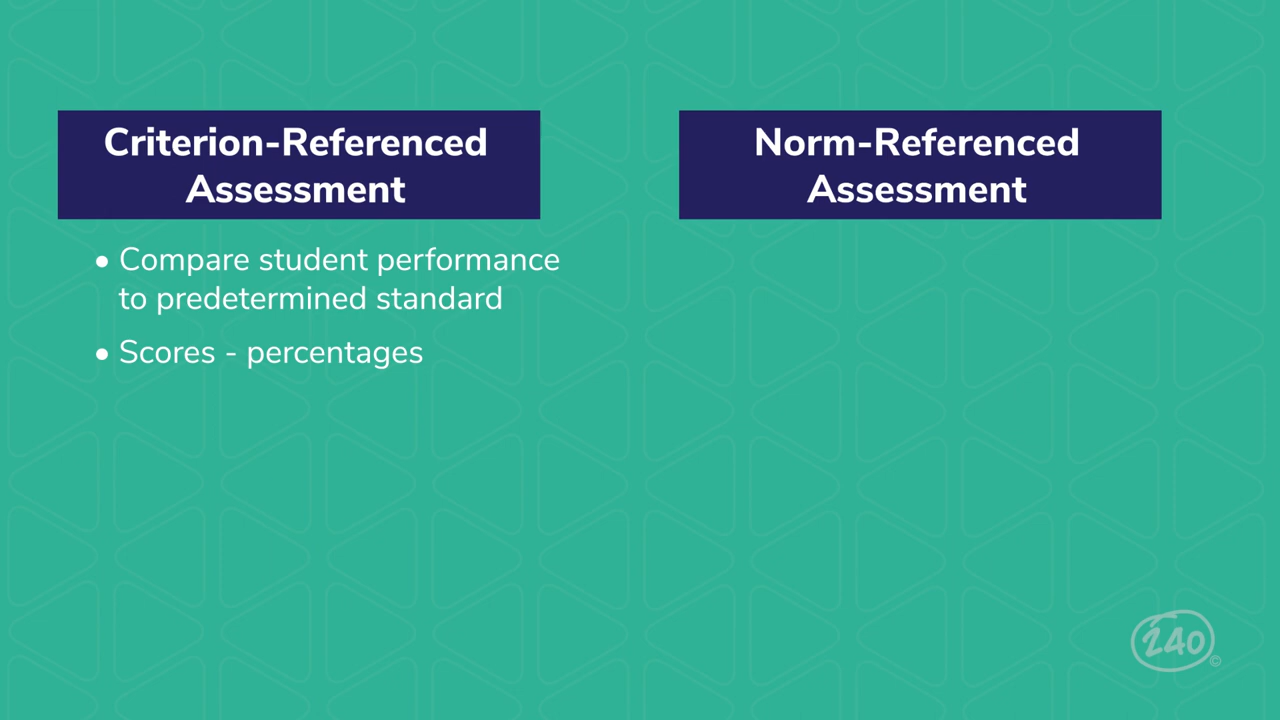 Criterion-Referenced
Assessment
• Compare student performance
to predetermined standard
• Scores - percentages
Norm-Referenced
Assessment
240
©